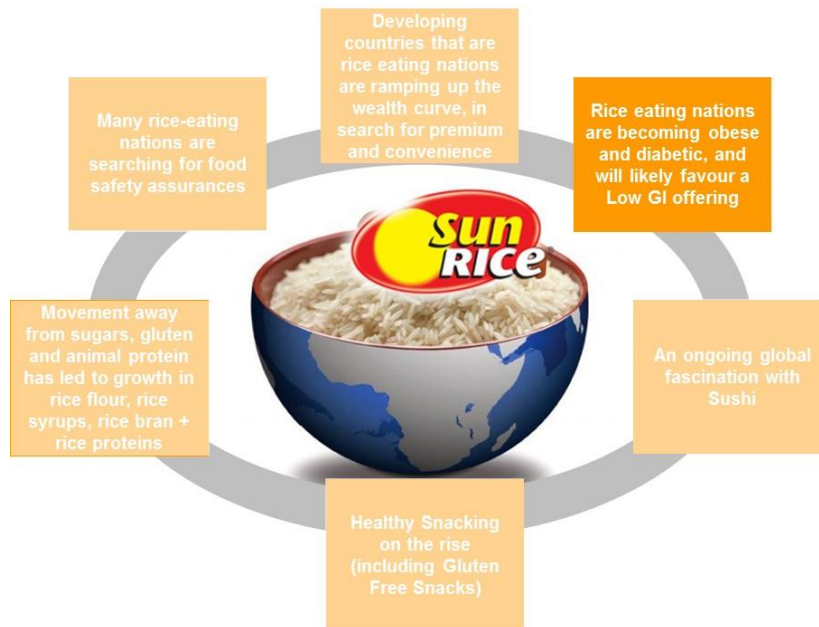 Developing
countries that are
rice eating nations
are ramping up the
wealth curve, in
search for premium
and convenience
Rice eating nations
are becoming obese
and diabetic, and
will likely favour a
Low GI offering
An ongoing global
fascination with
Sushi
Healthy Snacking
on the rise
(including Gluten
Free Snacks)
Movement away
from sugars, gluten
and animal protein
has led to growth in
rice flour, rice
syrups, rice bran +
rice proteins
Many rice-eating
nations are
searching for food
safety assurances
Sun
RICE